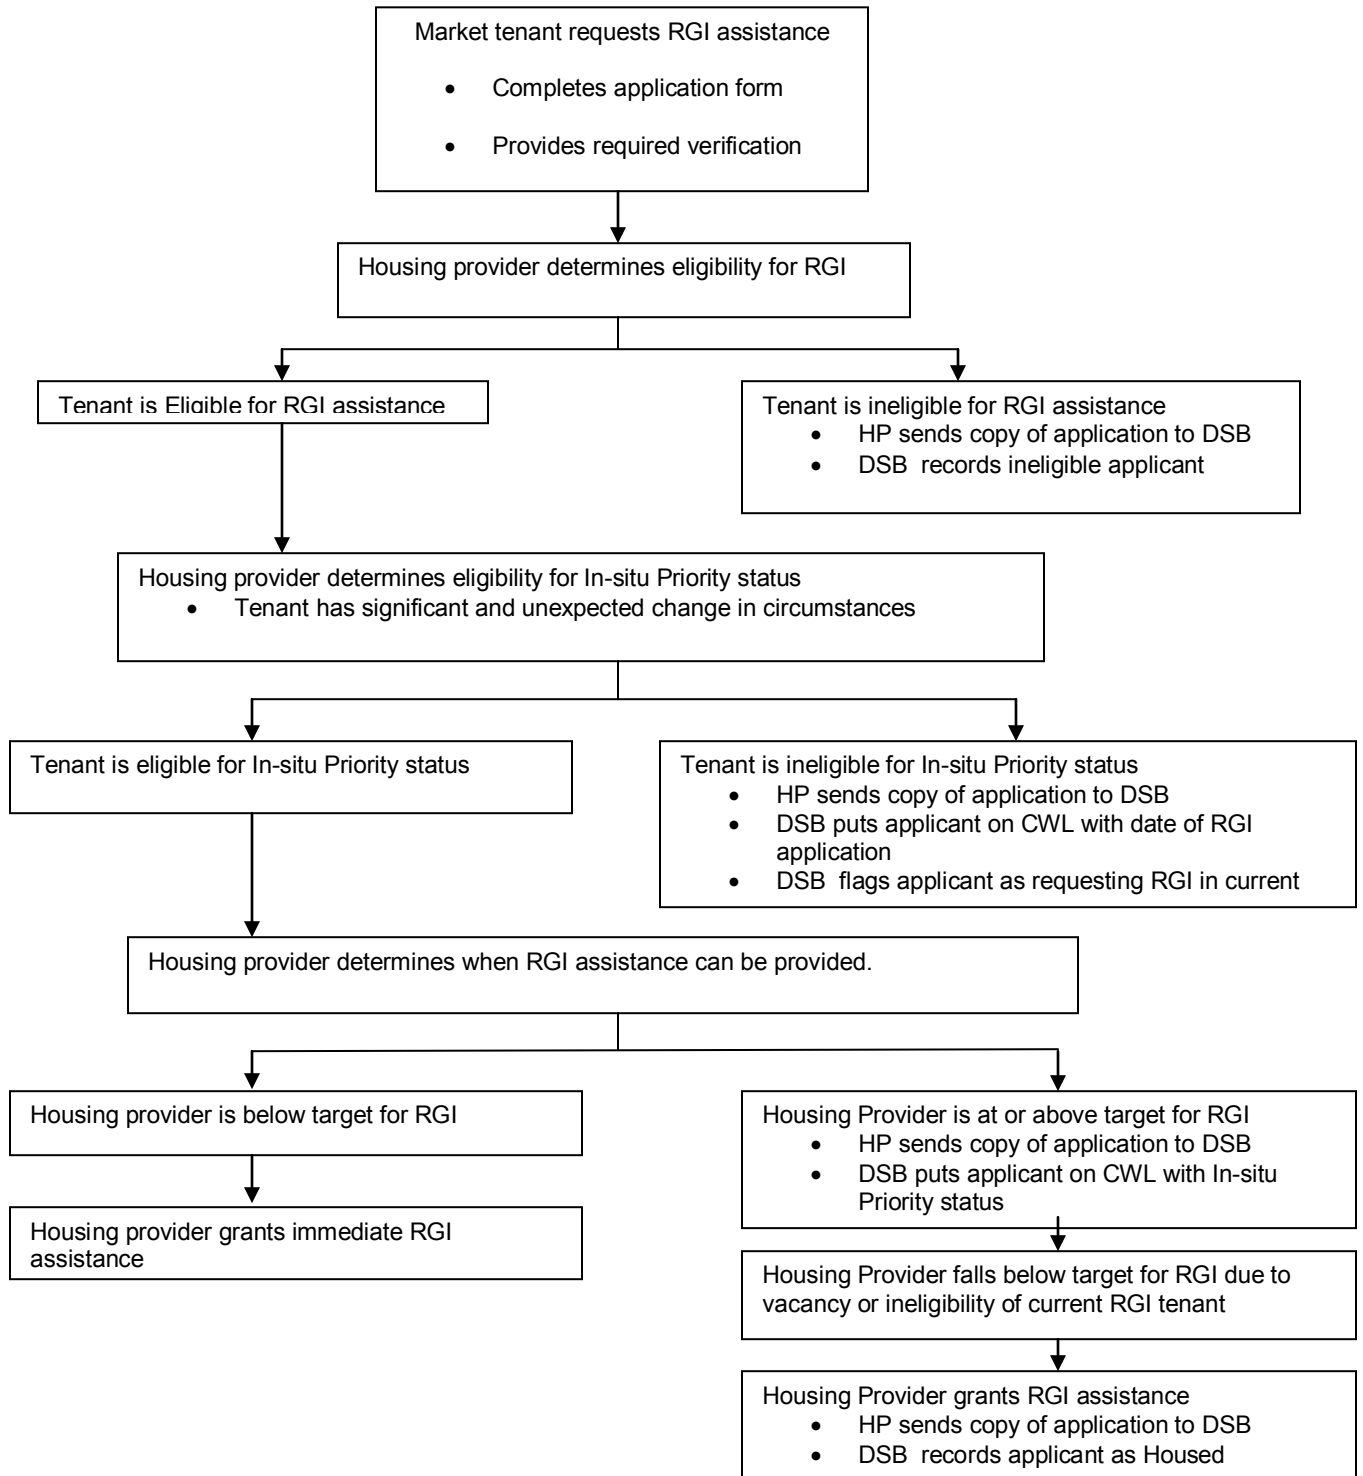 Market tenant requests RGI assistance
• Completes application form
• Provides required verification
Housing provider determines eligibility for RGI
Tenant is Eligible for RGI assistance
Tenant is ineligible for RGI assistance
• HP sends copy of application to DSB
• DSB records ineligible applicant
Housing provider determines eligibility for In-situ Priority status
• Tenant has significant and unexpected change in circumstances
Tenant is eligible for In-situ Priority status
Tenant is ineligible for In-situ Priority status
• HP sends copy of application to DSB
• DSB puts applicant on CWL with date of RGI
application
• DSB flags applicant as requesting RGI in current
Housing provider determines when RGI assistance can be provided.
Housing provider is below target for RGI
Housing provider grants immediate RGI
assistance
Housing Provider is at or above target for RGI
• HP sends copy of application to DSB
• DSB puts applicant on CWL with In-situ
Priority status
Housing Provider falls below target for RGI due to
vacancy or ineligibility of current RGI tenant
Housing Provider grants RGI assistance
• HP sends copy of application to DSB
• DSB records applicant as Housed